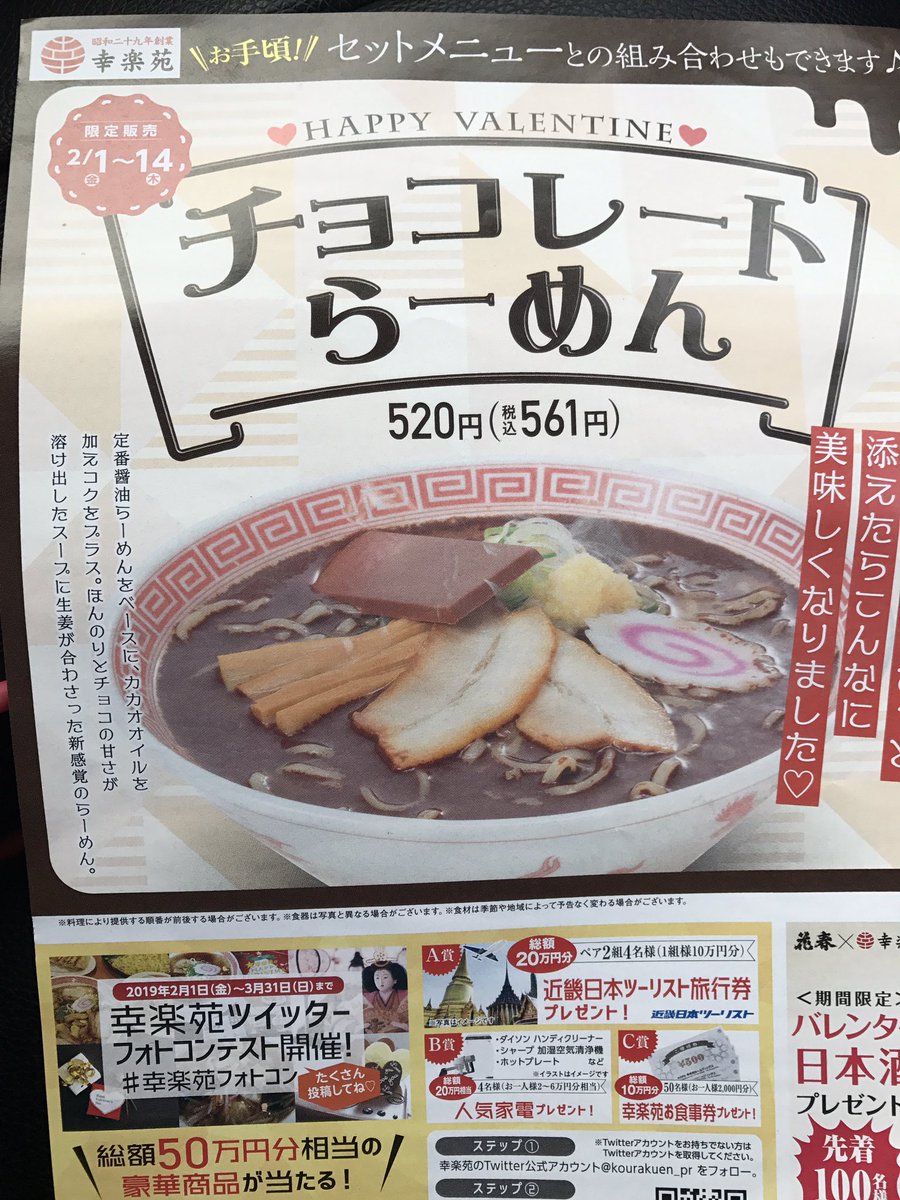 昭和二十九年創業
幸楽苑
お手頃! セットメニューとの組み合わせもできます♪
限定販売
2/1〜14
金 木
HAPPY VALENTINE
チョコレート
らーめん
520円(税込561円)
添えたらこんなに
美味しくなりました♡
定番醤油らーめんをベースに、カカオオイルを
加えコクをプラス。ほんのりとチョコの甘さが
溶け出したスープに生姜が合わさった新感覚のらーめん。
※料理により提供する順番が前後する場合がございます。※食器は写真と異なる場合がございます。※食材は季節や地域によって予告なく変わる場合がございます。
2019年2月1日(金)〜3月31日(日)まで
幸楽苑ツイッター
フォトコンテスト開催!
#幸楽苑フォトコン
たくさん
投稿してね♡
総額50万円分相当の
豪華商品が当たる!
A賞
総額
20万円分
ペア2組4名様(1組様10万円分)
近畿日本ツーリスト旅行券
プレゼント!
近畿日本ツーリスト
※写真はイメージです
B賞
・ダイソン ハンディクリーナー
・シャープ 加湿空気清浄機
・ホットプレート など
※イラストはイメージです
総額
20万円相当
4名様(お一人様2〜6万円分相当)
人気家電プレゼント!
C賞
¥500
総額
10万円分
50名様(お一人様2,000円分)
幸楽苑お食事券プレゼント!
ステップ①
※Twitterアカウントをお持ちでない方は
Twitterアカウントを取得してください。
幸楽苑のTwitter公式アカウント@kourakuen_pr をフォロー。
ステップ②
花春×幸楽
<期間限定>
バレンタ
日本酒
プレゼント
先着
100名様